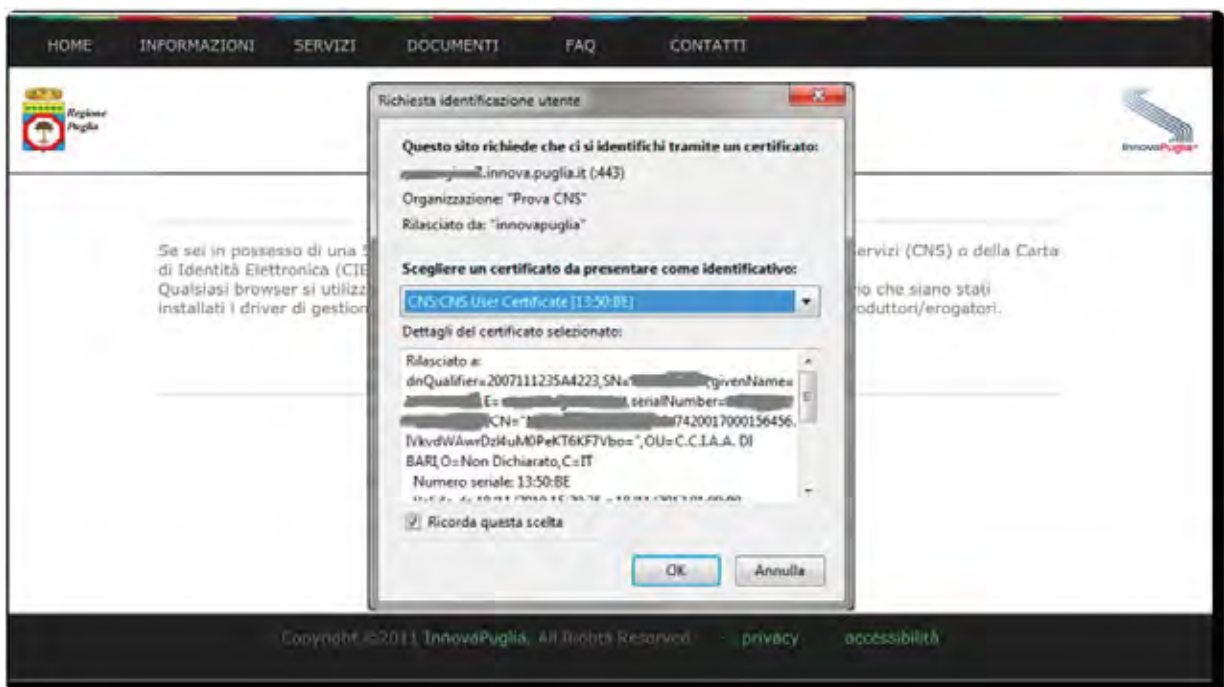 HOME INFORMAZIONI SERVIZI DOCUMENTI FAQ CONTATTI
Regione
Puglia
InnovaPuglia
Richiesta identificazione utente
Questo sito richiede che ci si identifichi tramite un certificato:
.innova.puglia.it (:443)
Organizzazione: "Prova CNS"
Rilasciato da: "innovapuglia"
Se sei in possesso di una
di Identità Elettronica (CIE
Qualsiasi browser si utilizz
installati i driver di gestion
ervizi (CNS) o della Carta
io che siano stati
oduttori/erogatori.
Scegliere un certificato da presentare come identificativo:
CNS:CNS User Certificate [13:50:BE]
Dettagli del certificato selezionato:
Rilasciato a:
dnQualifier=2007111235A4223,SN= givenName=
E= serialNumber=
CN=" 7420017000156456.
IVkvdWAwrDzl4uM0PeKT6KF7Vbo=",OU=C.C.I.A.A. DI
BARI,O=Non Dichiarato,C=IT
Numero seriale: 13:50:BE
Ricorda questa scelta
OK Annulla
Copyright ©2011 InnovaPuglia. All Rights Reserved - privacy accessibilità